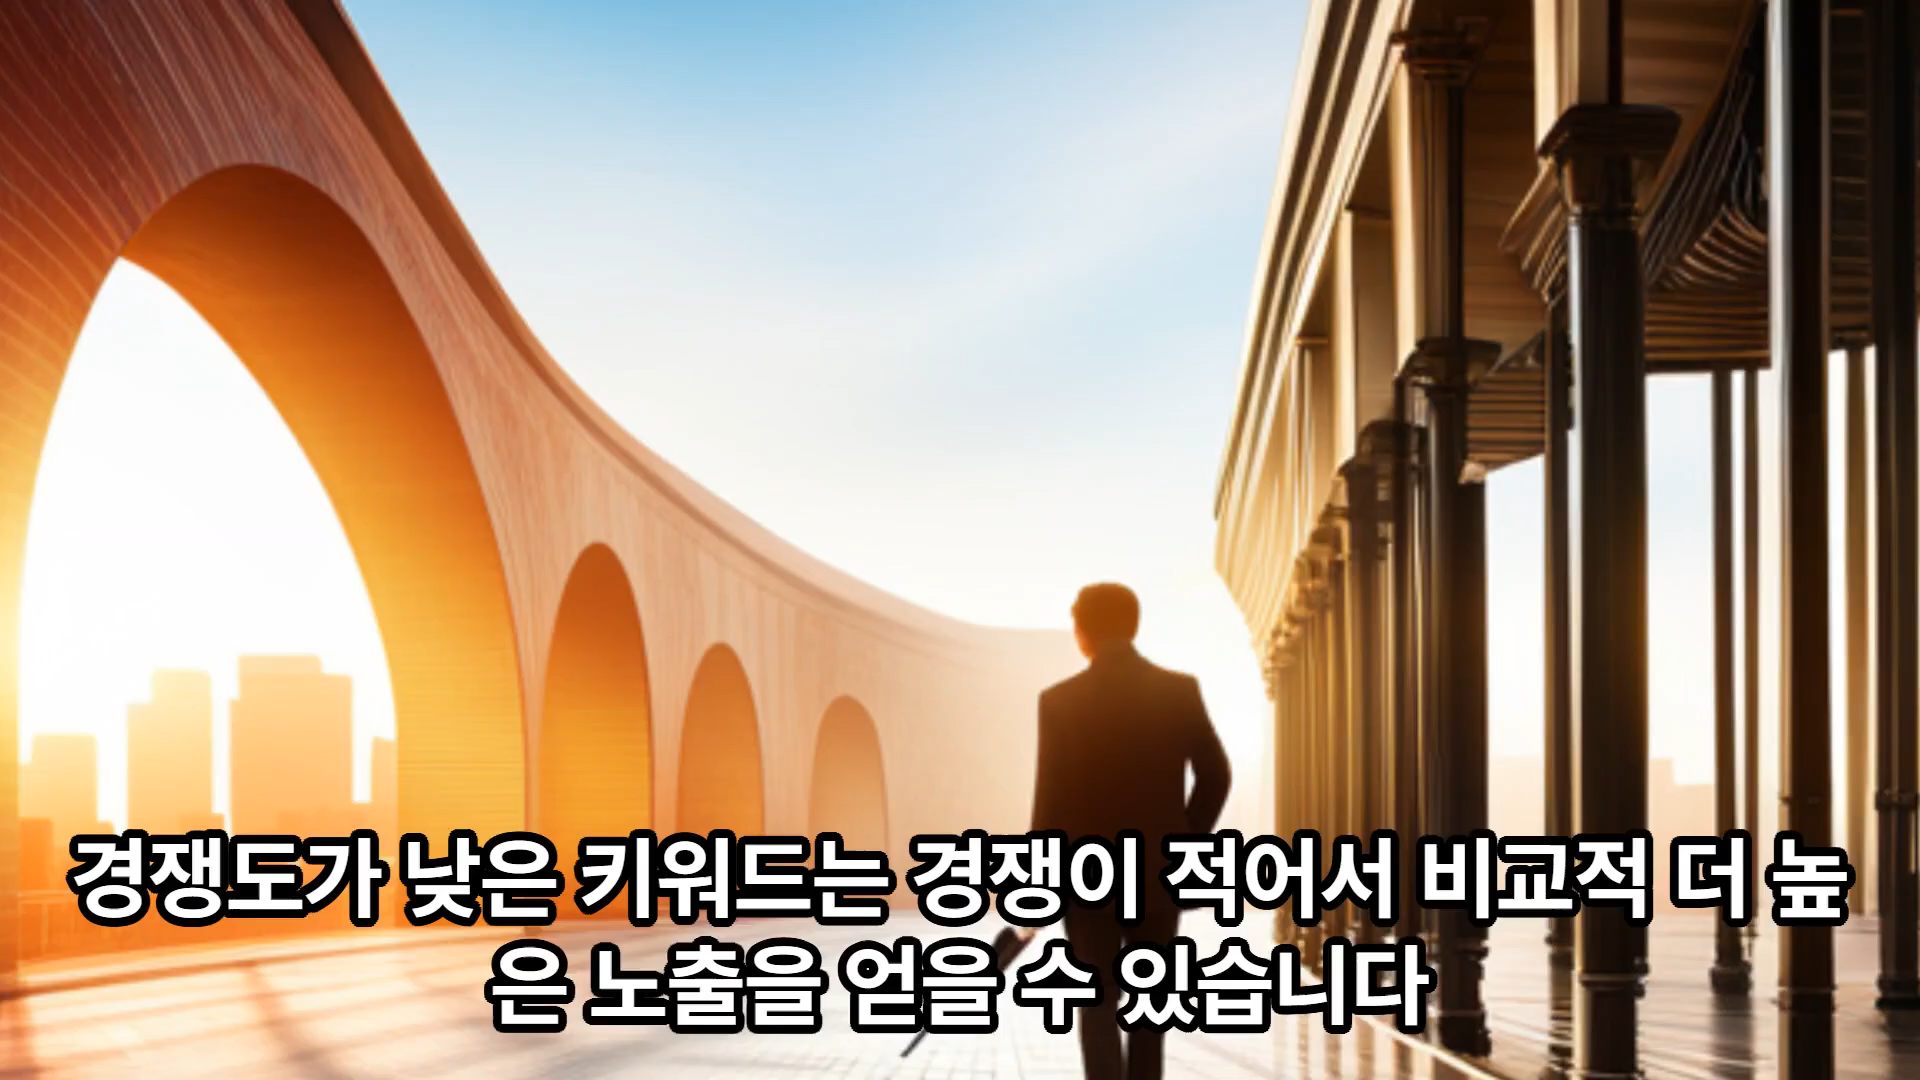 경쟁도가 낮은 키워드는 경쟁이 적어서 비교적 더 높
은 노출을 얻을 수 있습니다